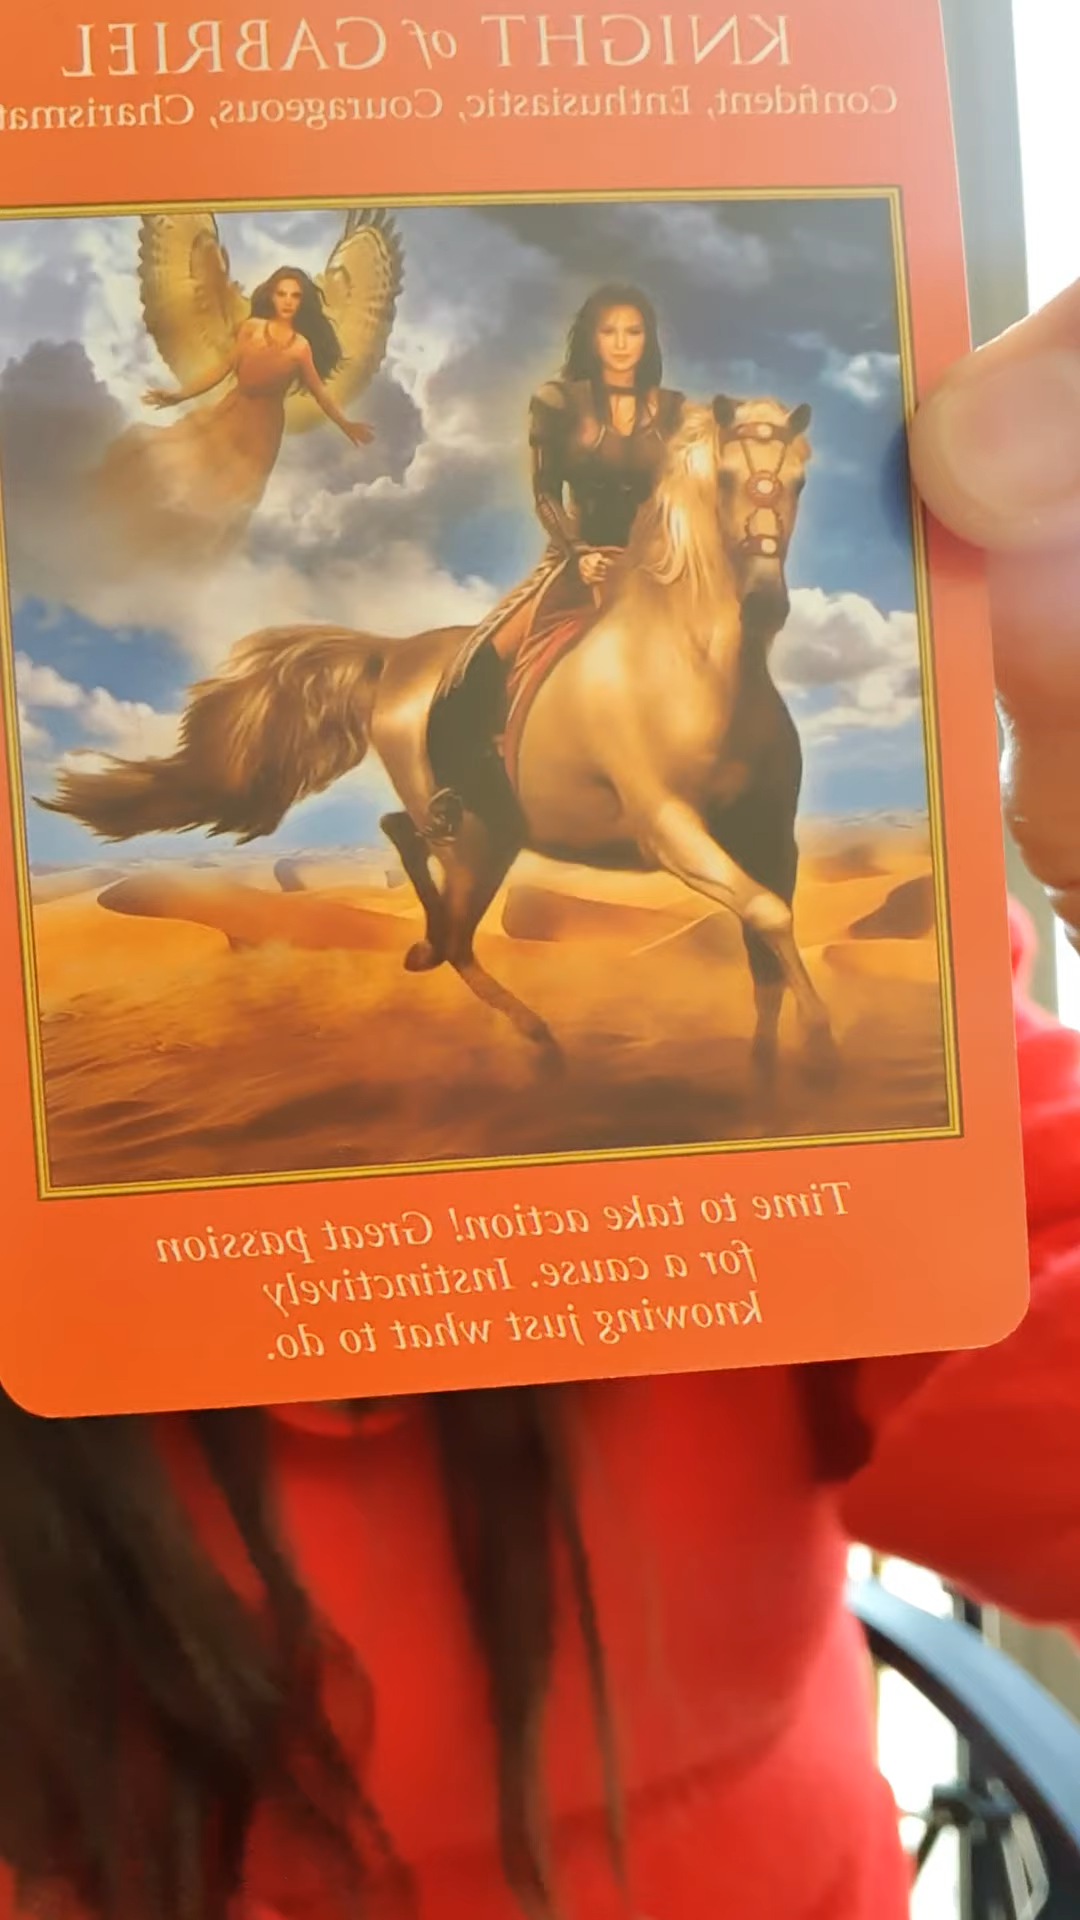 KNIGHT of GABRIEL
Confident, Enthusiastic, Courageous,
Time to take action! Great passion
for a cause. Instinctively
knowing just what to do.